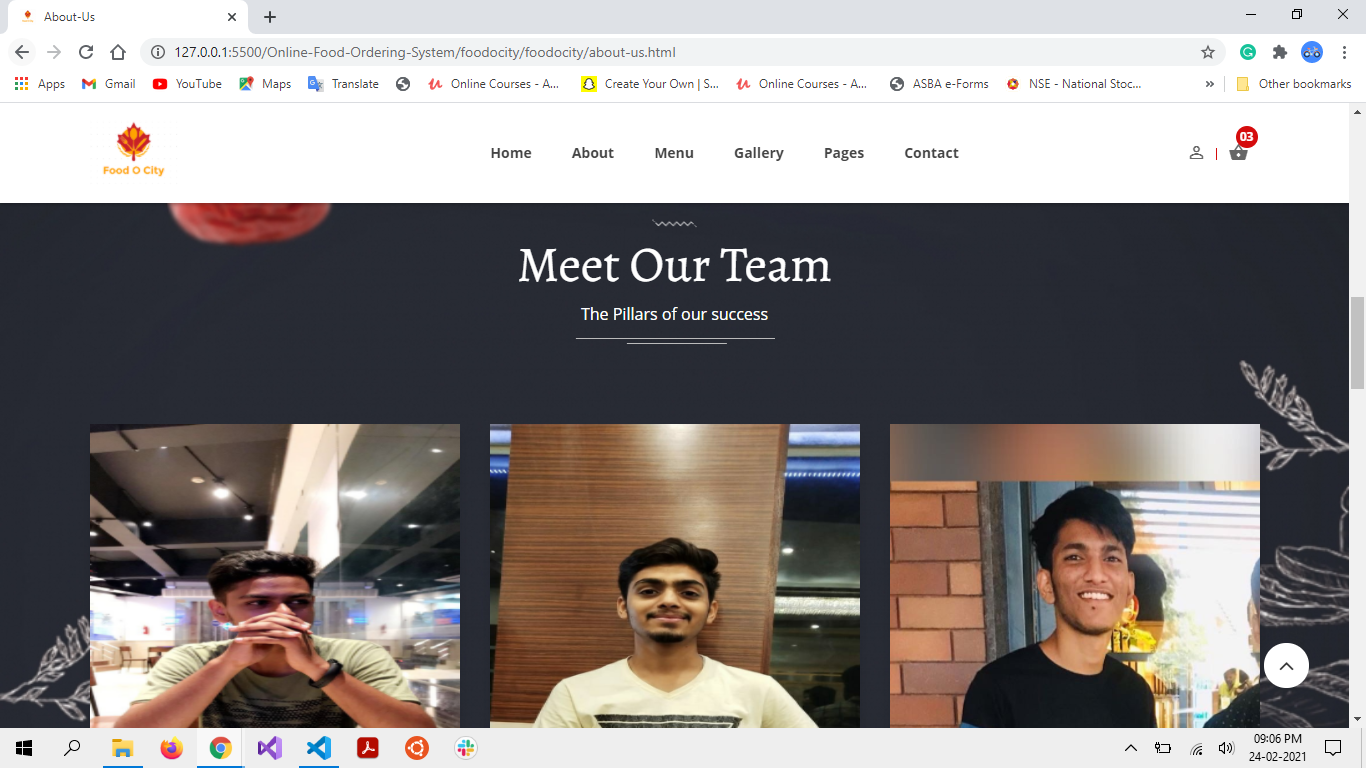 About-Us
127.0.0.1:5500/Online-Food-Ordering-System/foodocity/foodocity/about-us.html
Apps Gmail YouTube Maps Translate Online Courses - A... Create Your Own | S... Online Courses - A... ASBA e-Forms NSE - National Stoc... » Other bookmarks
Food O City
Home About Menu Gallery Pages Contact
03
Meet Our Team
The Pillars of our success
09:06 PM
24-02-2021